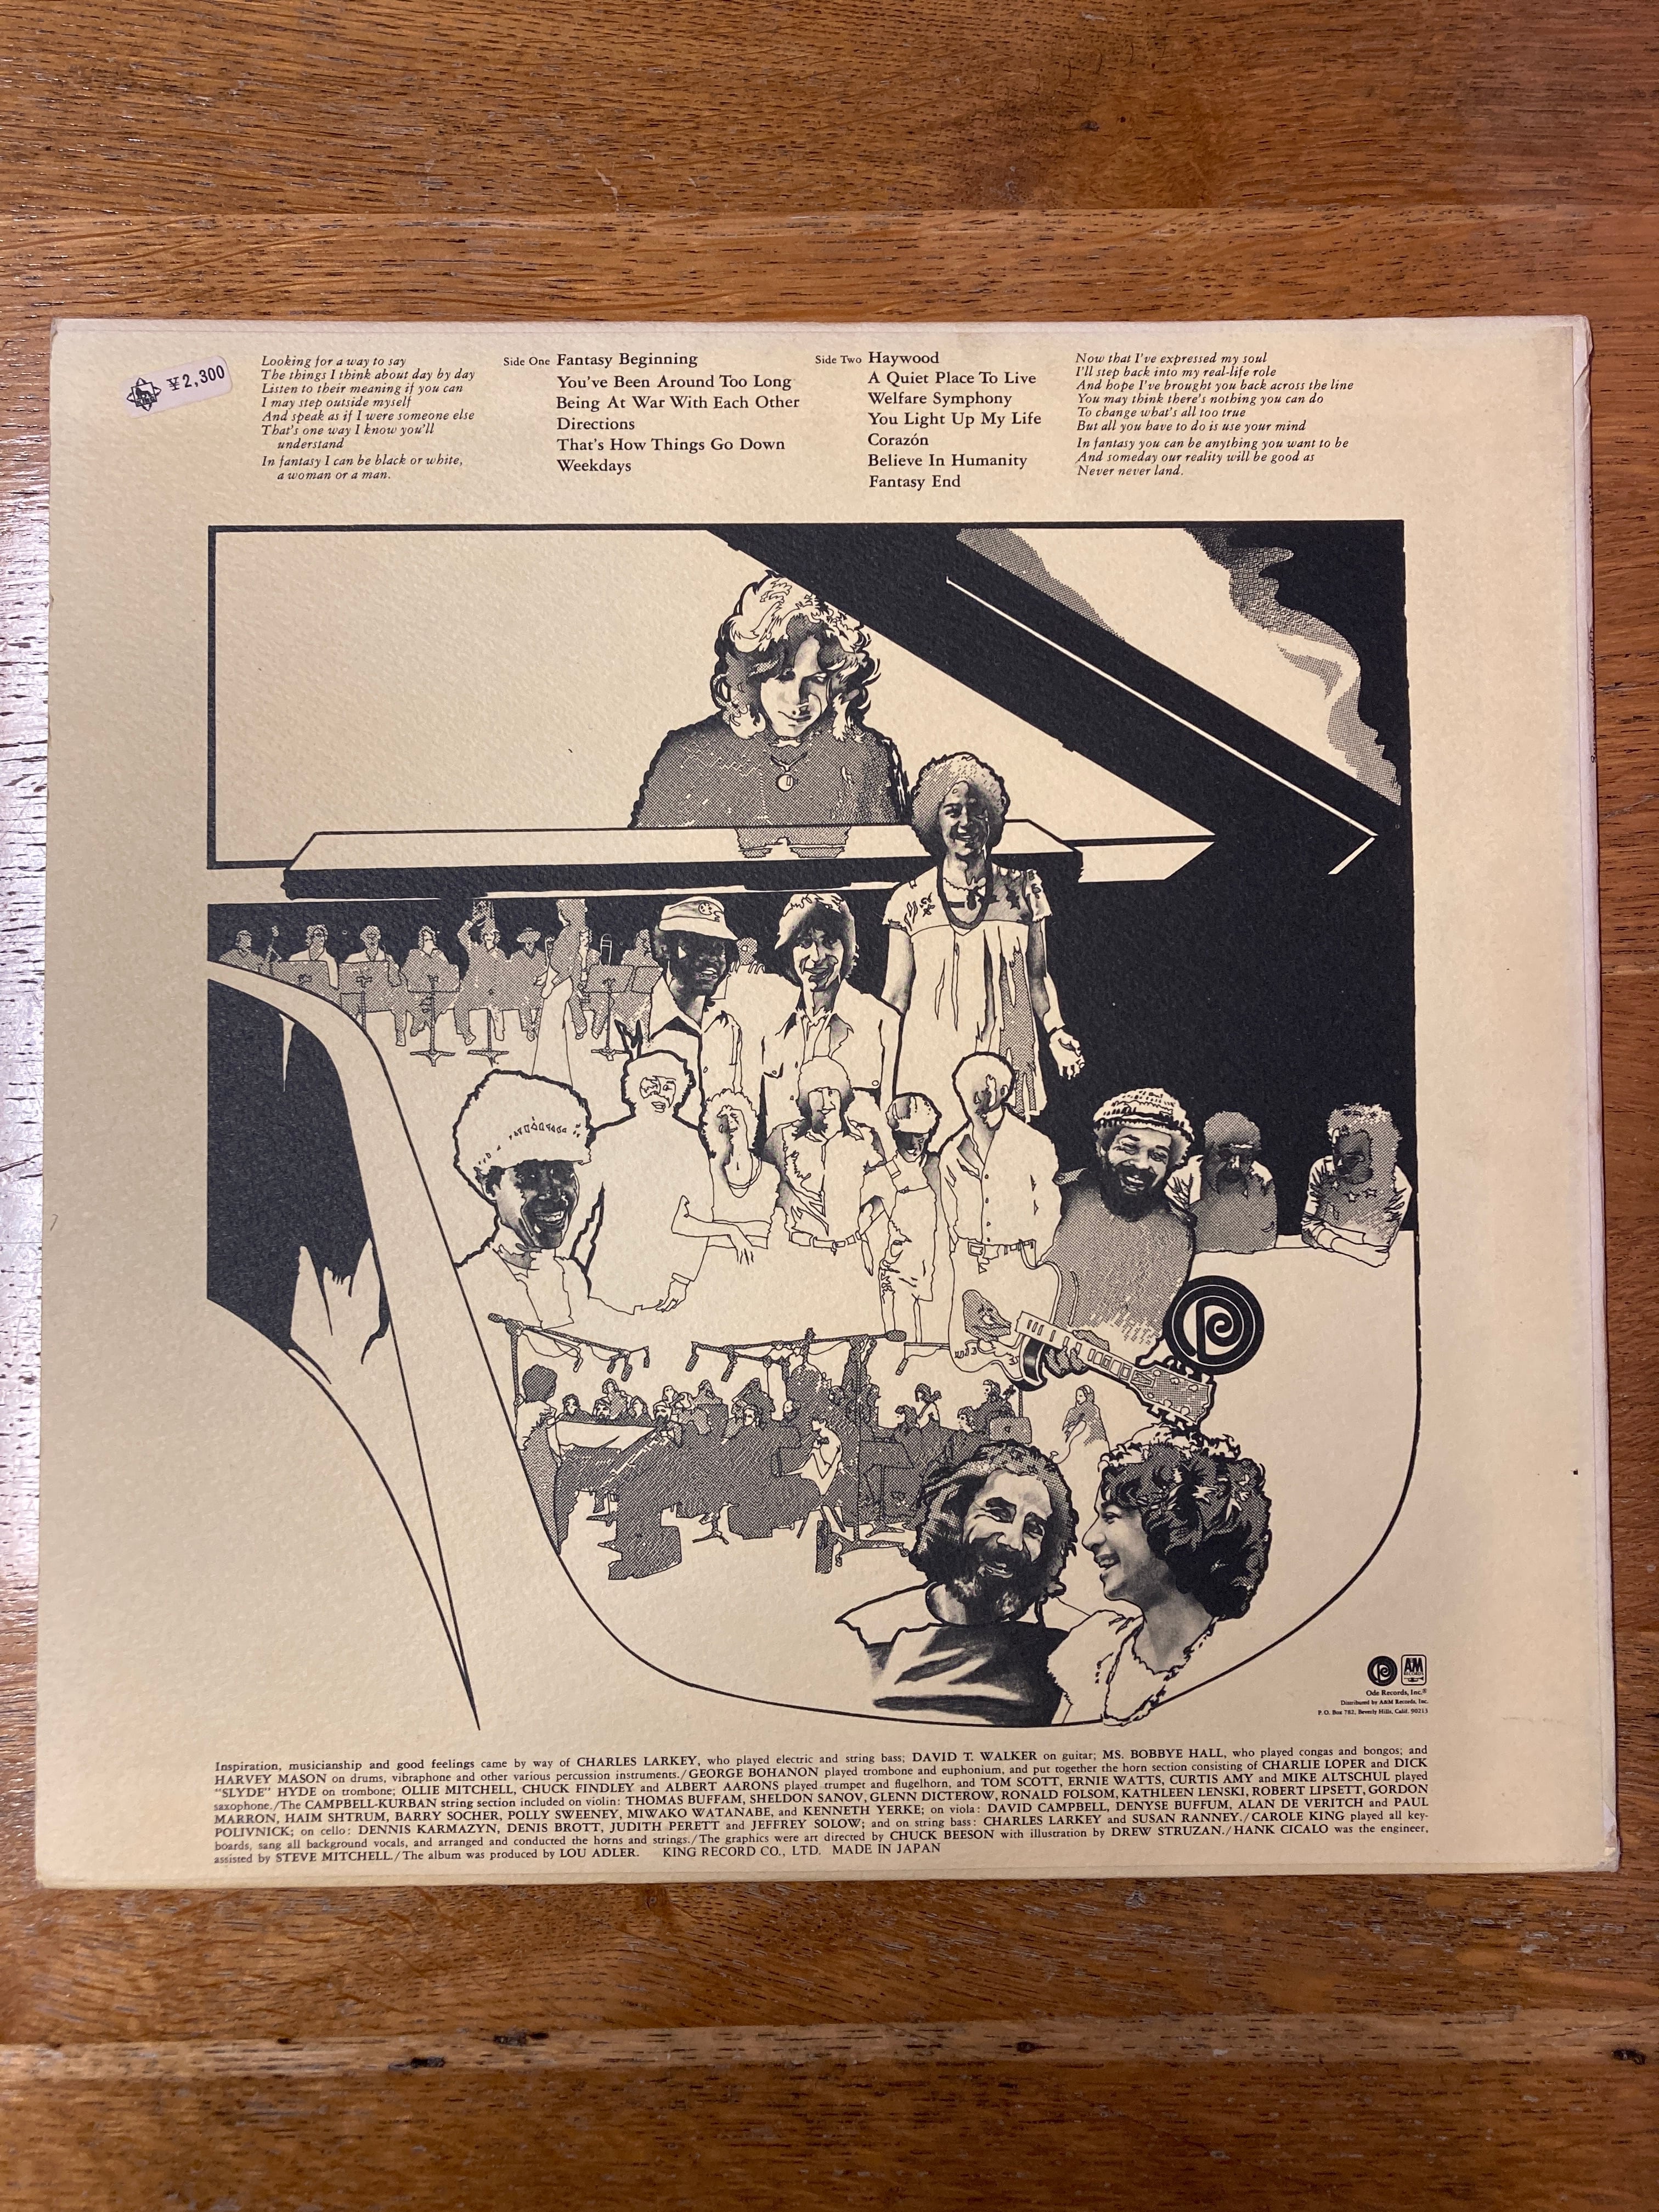 ¥2,300
Looking for a way to say
The things I think about day by day
Listen to their meaning if you can
I may step outside myself
And speak as if I were someone else
That's one way I know you'll
understand
In fantasy I can be black or white,
a woman or a man.
Side One Fantasy Beginning
You've Been Around Too Long
Being At War With Each Other
Directions
That's How Things Go Down
Weekdays
Side Two Haywood
A Quiet Place To Live
Welfare Symphony
You Light Up My Life
Corazón
Believe In Humanity
Fantasy End
Now that I've expressed my soul
I'll step back into my real-life role
And hope I've brought you back across the line
You may think there's nothing you can do
To change what's all too true
But all you have to do is use your mind
In fantasy you can be anything you want to be
And someday our reality will be good as
Never never land.
A&M
RECORDS
Ode Records, Inc.®
Distributed by A&M Records, Inc.
P.O. Box 782, Beverly Hills, Calif. 90213
Inspiration, musicianship and good feelings came by way of CHARLES LARKEY, who played electric and string bass; DAVID T. WALKER on guitar; MS. BOBBYE HALL, who played congas and bongos; and
HARVEY MASON on drums, vibraphone and other various percussion instruments./GEORGE BOHANON played trombone and euphonium, and put together the horn section consisting of CHARLIE LOPER and DICK
"SLYDE" HYDE on trombone; OLLIE MITCHELL, CHUCK FINDLEY and ALBERT AARONS played trumpet and flugelhorn, and TOM SCOTT, ERNIE WATTS, CURTIS AMY and MIKE ALTSCHUL played
saxophone./The CAMPBELL-KURBAN string section included on violin: THOMAS BUFFAM, SHELDON SANOV, GLENN DICTEROW, RONALD FOLSOM, KATHLEEN LENSKI, ROBERT LIPSETT, GORDON
MARRON, HAIM SHTRUM, BARRY SOCHER, POLLY SWEENEY, MIWAKO WATANABE, and KENNETH YERKE; on viola: DAVID CAMPBELL, DENYSE BUFFUM, ALAN DE VERITCH and PAUL
POLIVNICK; on cello: DENNIS KARMAZYN, DENIS BROTT, JUDITH PERETT and JEFFREY SOLOW; and on string bass: CHARLES LARKEY and SUSAN RANNEY./CAROLE KING played all key-
boards, sang all background vocals, and arranged and conducted the horns and strings./The graphics were art directed by CHUCK BEESON with illustration by DREW STRUZAN./HANK CICALO was the engineer,
assisted by STEVE MITCHELL./The album was produced by LOU ADLER. KING RECORD CO., LTD. MADE IN JAPAN